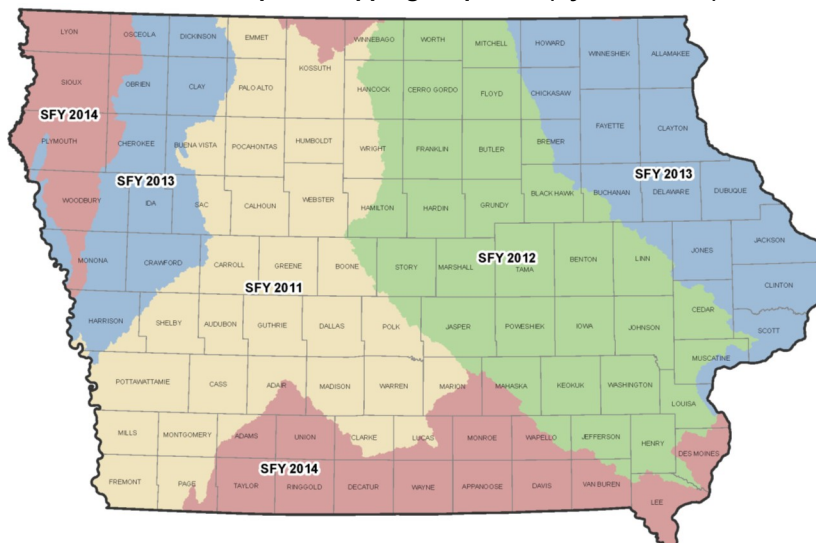 LYON
OSCEOLA
DICKINSON
EMMET
WINNEBAGO
WORTH
MITCHELL
HOWARD
WINNESHIEK
ALLAMAKEE
KOSSUTH
SIOUX
OBRIEN
CLAY
PALO ALTO
HANCOCK
CERRO GORDO
FLOYD
CHICKASAW
SFY 2014
PLYMOUTH
CHEROKEE
BUENA VISTA
POCAHONTAS
HUMBOLDT
WRIGHT
FRANKLIN
BUTLER
BREMER
FAYETTE
CLAYTON
SFY 2013
SFY 2013
WOODBURY
IDA
SAC
CALHOUN
WEBSTER
HAMILTON
HARDIN
GRUNDY
BLACK HAWK
BUCHANAN
DELAWARE
DUBUQUE
MONONA
CRAWFORD
CARROLL
GREENE
BOONE
STORY
MARSHALL
SFY 2012
TAMA
BENTON
LINN
JONES
JACKSON
SFY 2011
CLINTON
HARRISON
SHELBY
AUDUBON
GUTHRIE
DALLAS
POLK
JASPER
POWESHIEK
IOWA
JOHNSON
CEDAR
SCOTT
MUSCATINE
POTTAWATTAMIE
CASS
ADAIR
MADISON
WARREN
MARION
MAHASKA
KEOKUK
WASHINGTON
LOUISA
MILLS
MONTGOMERY
ADAMS
UNION
CLARKE
LUCAS
MONROE
WAPELLO
JEFFERSON
HENRY
DES MOINES
SFY 2014
FREMONT
PAGE
TAYLOR
RINGGOLD
DECATUR
WAYNE
APPANOOSE
DAVIS
VAN BUREN
LEE